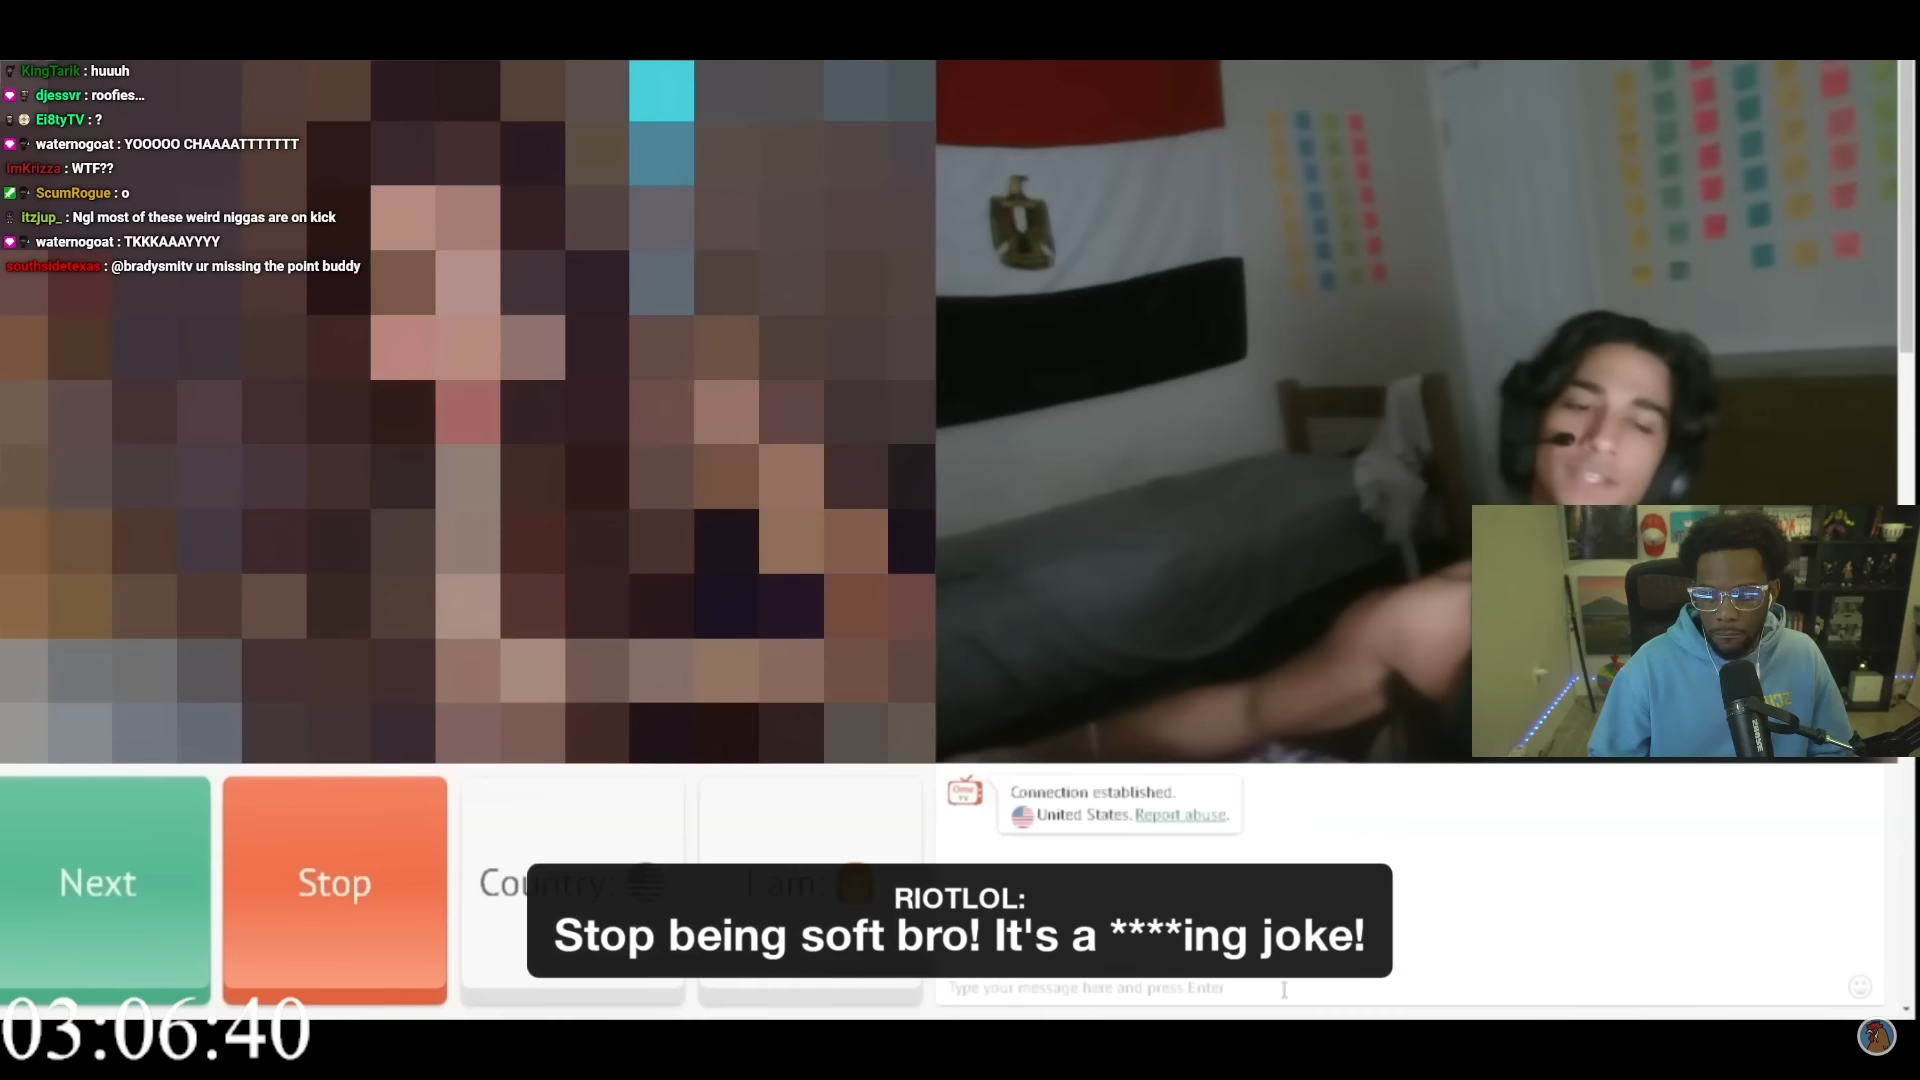 KingTarik : huuuh
djessvr : roofies...
Ei8tyTV : ?
waternogoat : YOOOOO CHAAAATTTTTTT
ImKrizza : WTF??
ScumRogue : o
itzjup_ : Ngl most of these weird niggas are on kick
waternogoat : TKKKAAAYYYY
southsidetexas : @bradysmitv ur missing the point buddy
Ome
TV
Connection established.
United States. Report abuse.
Next
Stop
Country:
I am:
RIOTLOL:
Stop being soft bro! It's a ****ing joke!
Type your message here and press Enter
03:06:40